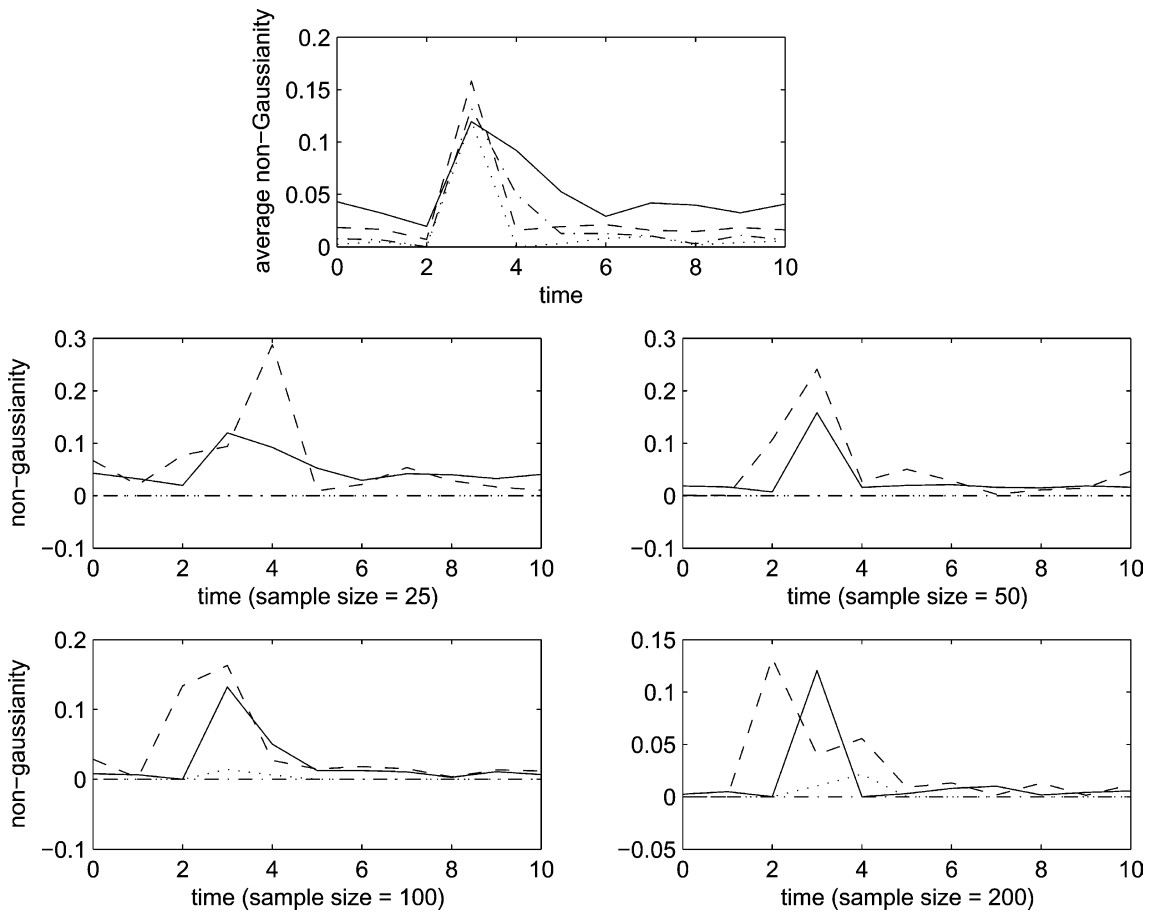 average non-Gaussianity
0.2
0.15
0.1
0.05
0
0 2 4 6 8 10
time
non-gaussianity
0.3
0.2
0.1
0
−0.1
0 2 4 6 8 10
time (sample size = 25)
0.3
0.2
0.1
0
−0.1
0 2 4 6 8 10
time (sample size = 50)
non-gaussianity
0.2
0.1
0
−0.1
0 2 4 6 8 10
time (sample size = 100)
0.15
0.1
0.05
0
−0.05
0 2 4 6 8 10
time (sample size = 200)